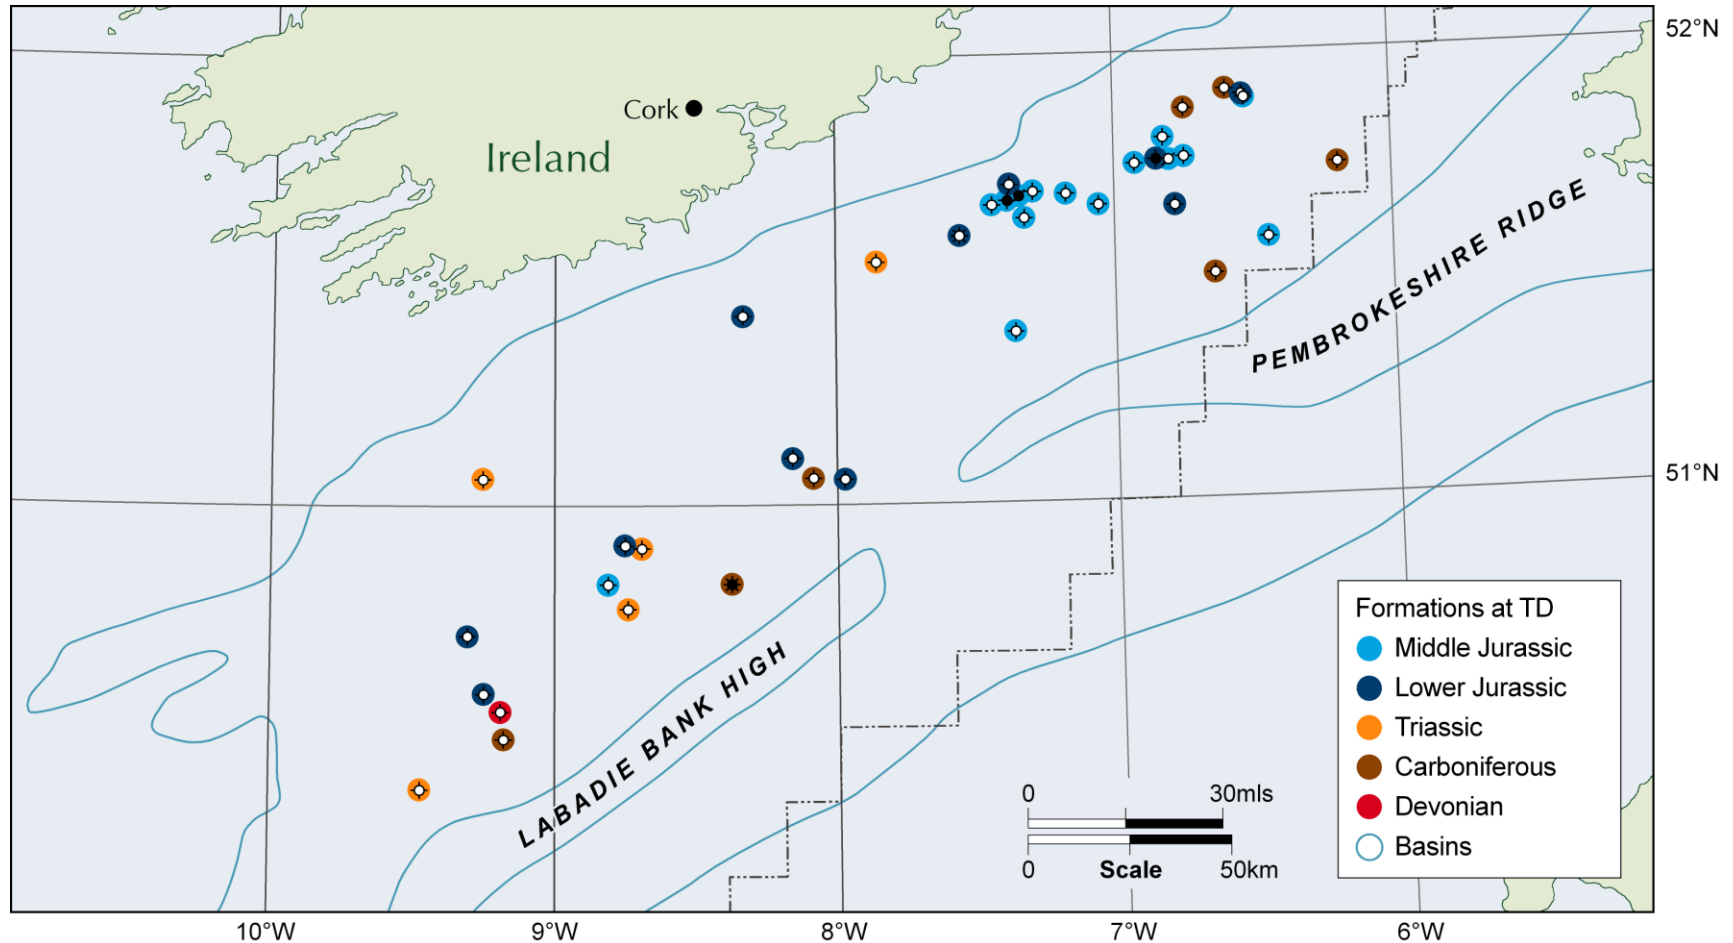 52°N
Cork
Ireland
PEMBROKESHIRE RIDGE
51°N
LABADIE BANK HIGH
Formations at TD
Middle Jurassic
Lower Jurassic
Triassic
Carboniferous
Devonian
Basins
0 30mls
0 Scale 50km
10°W 9°W 8°W 7°W 6°W